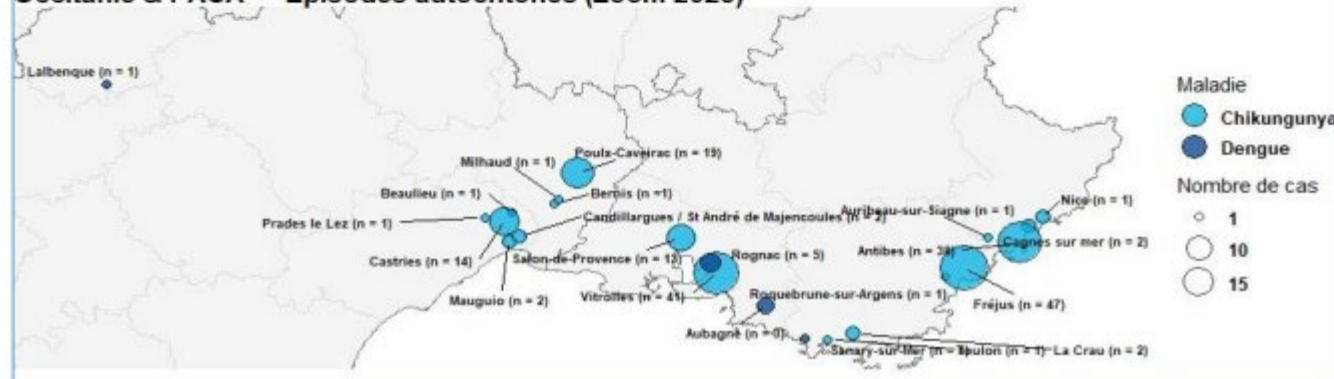 Occitanie & PACA – Episodes autochtones (Zoom 2025)
Lalbenque (n = 1)
Maladie
Chikungunya
Dengue
Nombre de cas
1
10
15
Poulx-Caveirac (n = 19)
Milhaud (n = 1)
Bernis (n =1)
Beaulieu (n = 1)
Prades le Lez (n = 1)
Candillargues / St André de Majencoules (n = 2)
Auribeau-sur-Siagne (n = 1)
Nice (n = 1)
Castries (n = 14)
Salon-de-Provence (n = 13)
Rognac (n = 5)
Antibes (n =
Cagnes sur mer (n = 2)
Mauguio (n = 2)
Vitrolles (n = 41)
Roquebrune-sur-Argens (n = 1)
Fréjus (n = 47)
Aubagne (n =
Sanary-sur-Mer (n =
Toulon (n = 1)
La Crau (n = 2)